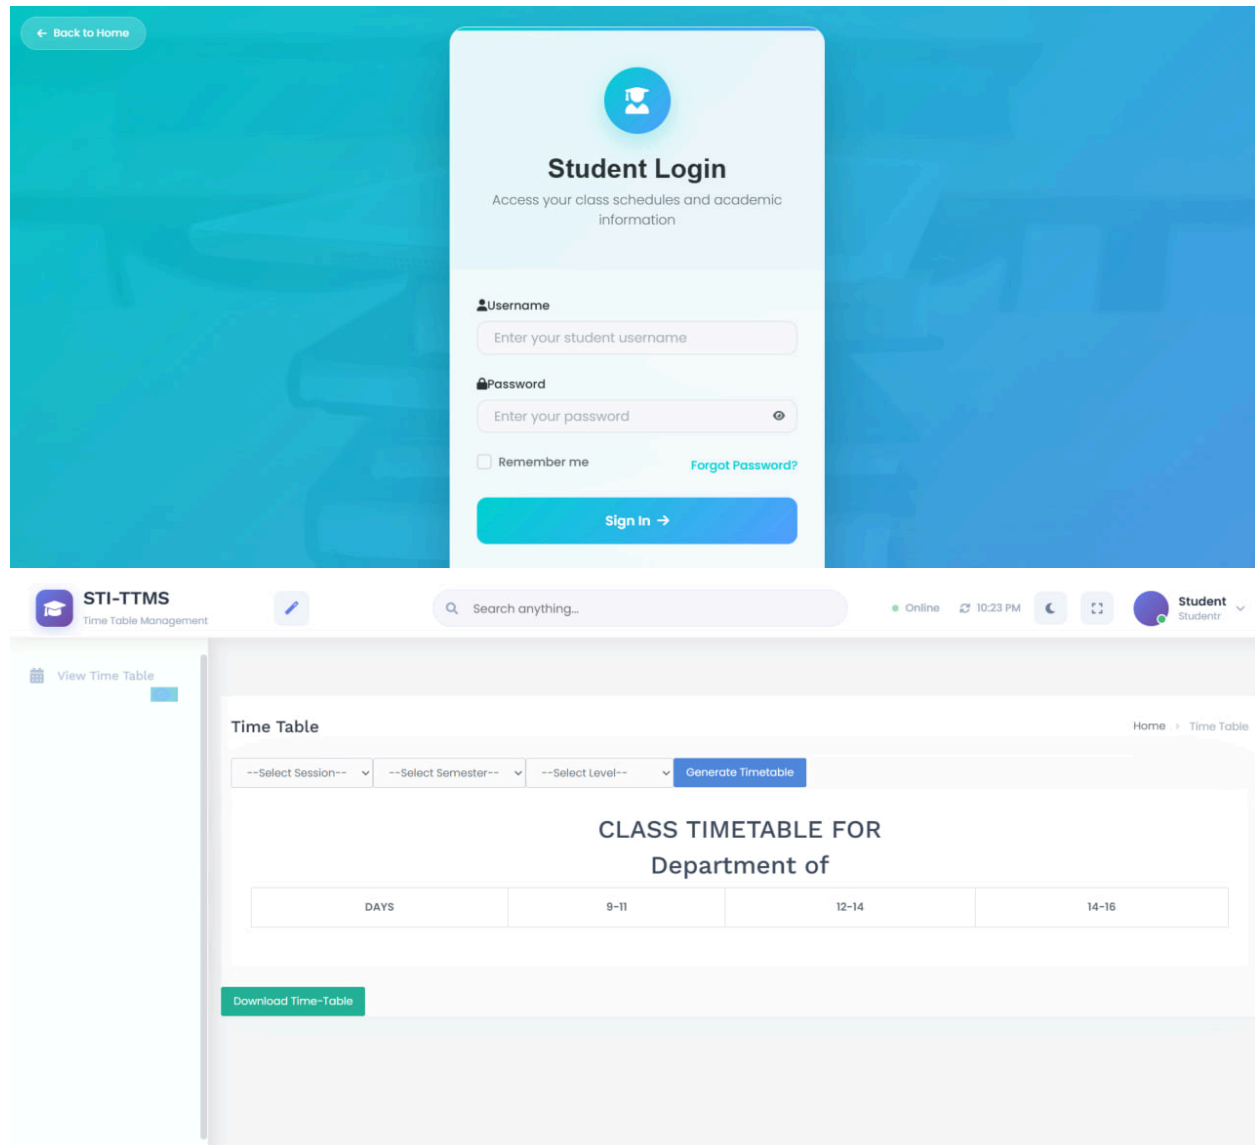 ← Back to Home
Student Login
Access your class schedules and academic
information
Username
Enter your student username
Password
Enter your password
Remember me
Forgot Password?
Sign In →
STI-TTMS
Time Table Management
Search anything...
Online
10:23 PM
Student
Studentr
View Time Table
Time Table
Home › Time Table
--Select Session--
--Select Semester--
--Select Level--
Generate Timetable
CLASS TIMETABLE FOR
Department of
DAYS 9-11 12-14 14-16
Download Time-Table